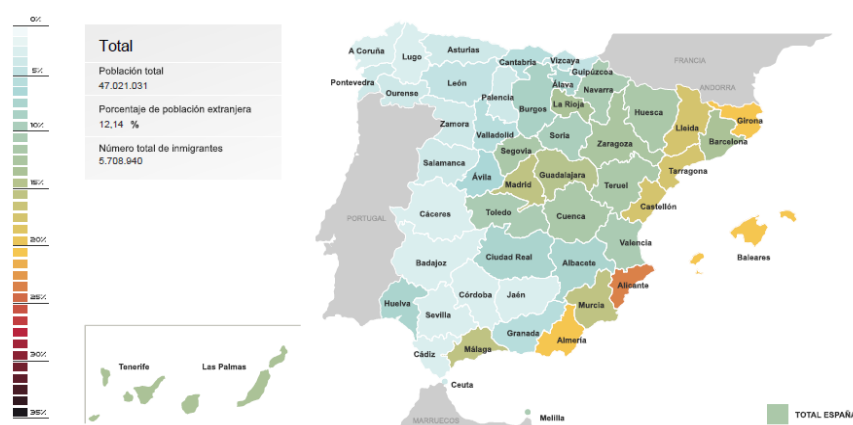 0%
5%
10%
15%
20%
25%
30%
35%
Total
Población total
47.021.031
Porcentaje de población extranjera
12,14 %
Número total de inmigrantes
5.708.940
FRANCIA
ANDORRA
PORTUGAL
MARRUECOS
A Coruña
Lugo
Asturias
Cantabria
Vizcaya
Guipúzcoa
Pontevedra
Ourense
León
Palencia
Burgos
Álava
Navarra
La Rioja
Huesca
Lleida
Girona
Barcelona
Zamora
Valladolid
Soria
Zaragoza
Tarragona
Segovia
Salamanca
Ávila
Madrid
Guadalajara
Teruel
Castellón
Cáceres
Toledo
Cuenca
Valencia
Baleares
Badajoz
Ciudad Real
Albacete
Alicante
Huelva
Sevilla
Córdoba
Jaén
Murcia
Granada
Almería
Cádiz
Málaga
Tenerife
Las Palmas
Ceuta
Melilla
TOTAL ESPAÑA